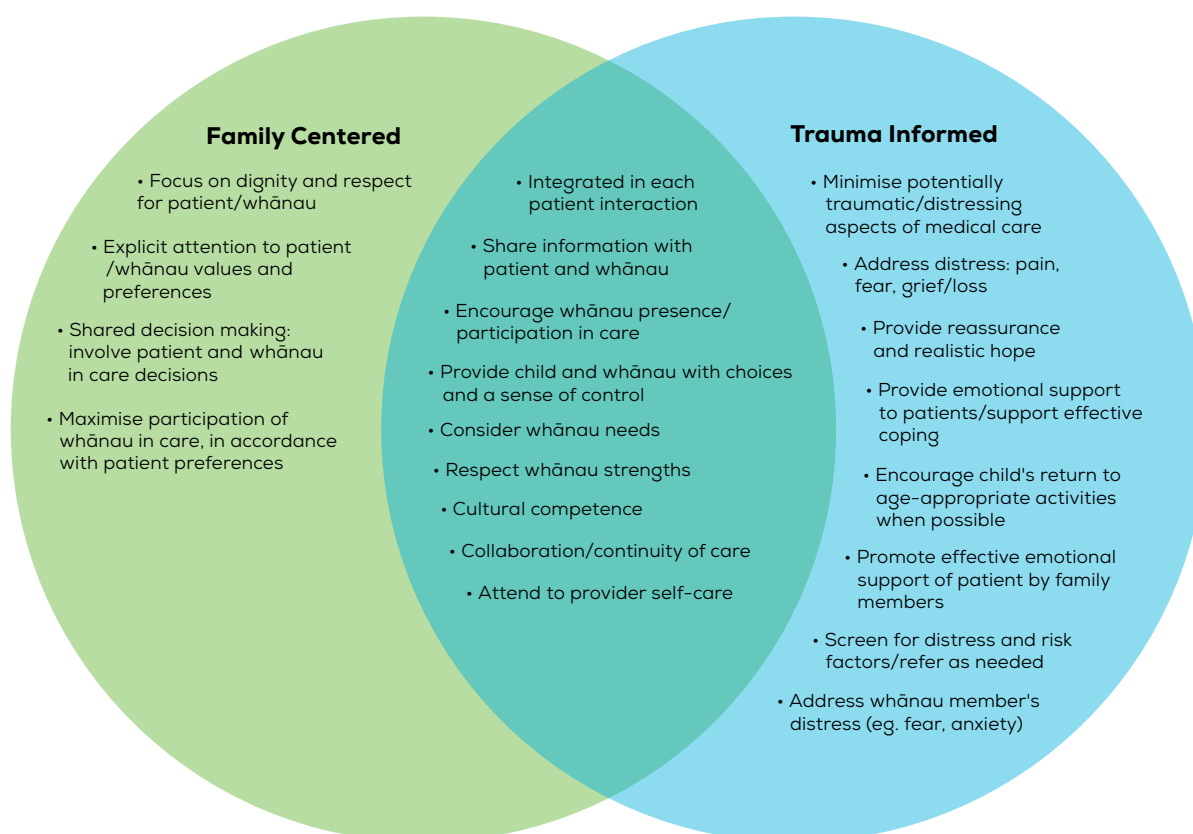 Family Centered
• Focus on dignity and respect
for patient/whānau
• Explicit attention to patient
/whānau values and
preferences
• Shared decision making:
involve patient and whānau
in care decisions
• Maximise participation of
whānau in care, in accordance
with patient preferences
• Integrated in each
patient interaction
• Share information with
patient and whānau
• Encourage whānau presence/
participation in care
• Provide child and whānau with choices
and a sense of control
• Consider whānau needs
• Respect whānau strengths
• Cultural competence
• Collaboration/continuity of care
• Attend to provider self-care
Trauma Informed
• Minimise potentially
traumatic/distressing
aspects of medical care
• Address distress: pain,
fear, grief/loss
• Provide reassurance
and realistic hope
• Provide emotional support
to patients/support effective
coping
• Encourage child's return to
age-appropriate activities
when possible
• Promote effective emotional
support of patient by family
members
• Screen for distress and risk
factors/refer as needed
• Address whānau member's
distress (eg. fear, anxiety)